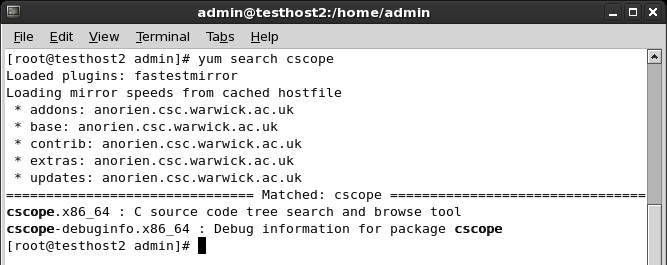 admin@testhost2:/home/admin
File Edit View Terminal Tabs Help
[root@testhost2 admin]# yum search cscope
Loaded plugins: fastestmirror
Loading mirror speeds from cached hostfile
 * addons: anorien.csc.warwick.ac.uk
 * base: anorien.csc.warwick.ac.uk
 * contrib: anorien.csc.warwick.ac.uk
 * extras: anorien.csc.warwick.ac.uk
 * updates: anorien.csc.warwick.ac.uk
=============================== Matched: cscope ================================
cscope.x86_64 : C source code tree search and browse tool
cscope-debuginfo.x86_64 : Debug information for package cscope
[root@testhost2 admin]#